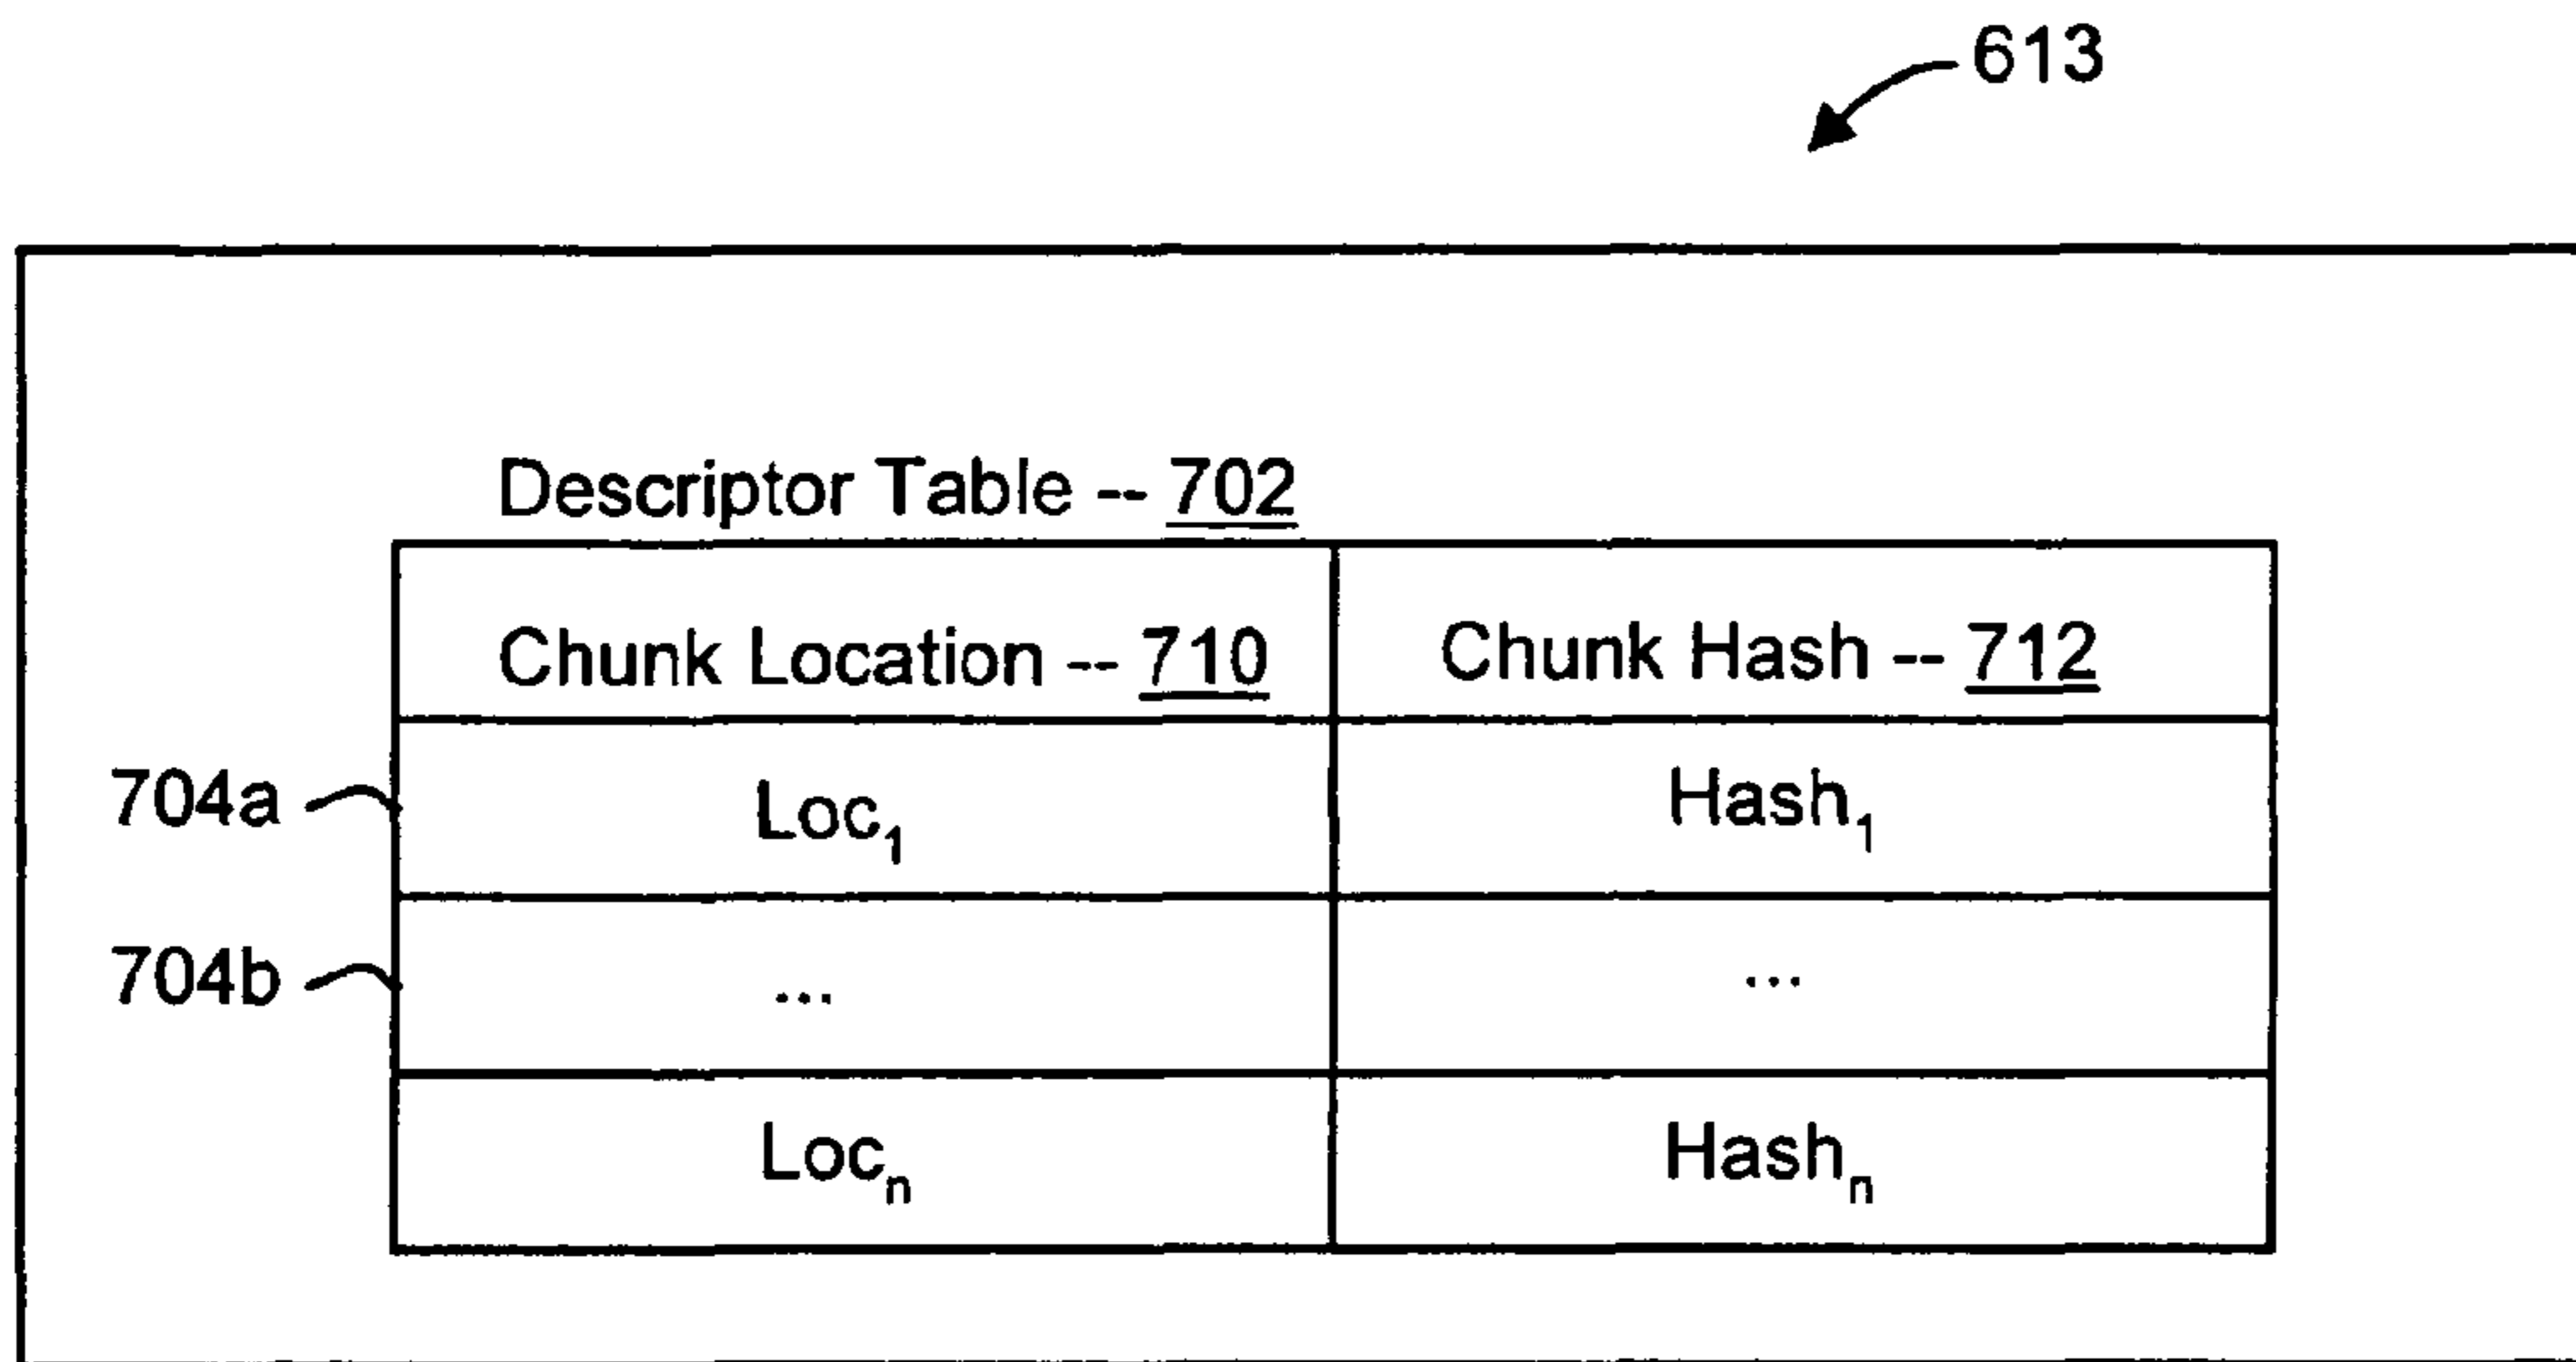 613
Descriptor Table -- 702
Chunk Location -- 710 Chunk Hash -- 712
704a Loc₁ Hash₁
704b ... ...
Locₙ Hashₙ